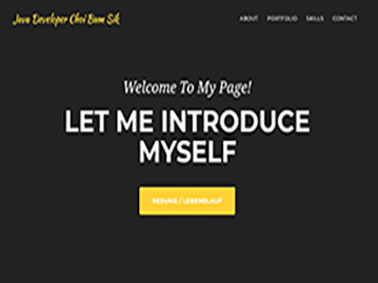 Java Developer Choi Bum Sik
ABOUT PORTFOLIO SKILLS CONTACT
Welcome To My Page!
LET ME INTRODUCE
MYSELF
RESUME / LEBENSLAUF